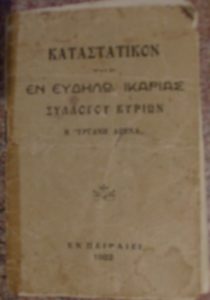 ΚΑΤΑΣΤΑΤΙΚΟΝ
ΕΝ ΕΥΔΗΛΩ ΙΚΑΡΙΑΣ
ΣΥΛΛΟΓΟΥ ΚΥΡΙΩΝ
ΕΝ ΠΕΙΡΑΙΕΙ